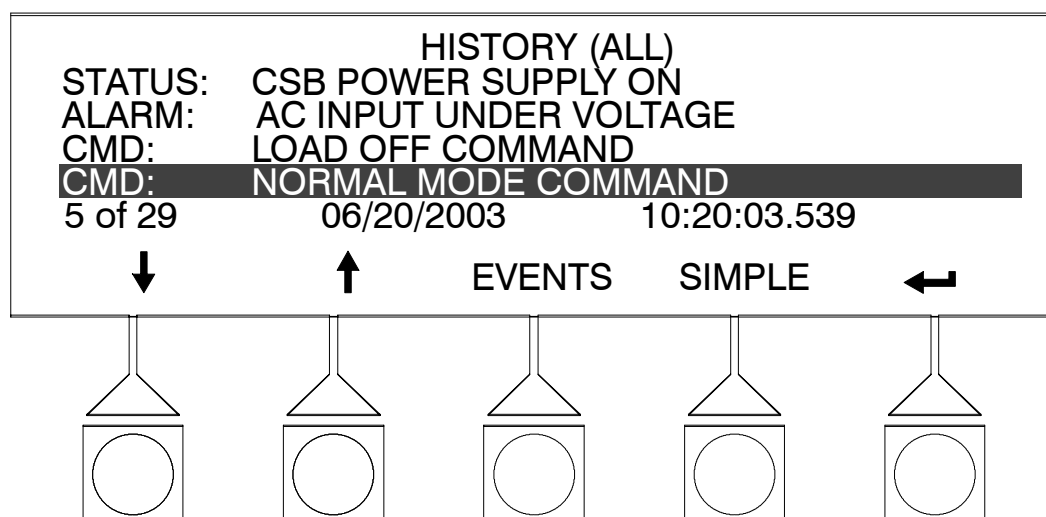 HISTORY (ALL)
STATUS: CSB POWER SUPPLY ON
ALARM: AC INPUT UNDER VOLTAGE
CMD: LOAD OFF COMMAND
CMD: NORMAL MODE COMMAND
5 of 29 06/20/2003 10:20:03.539
EVENTS SIMPLE